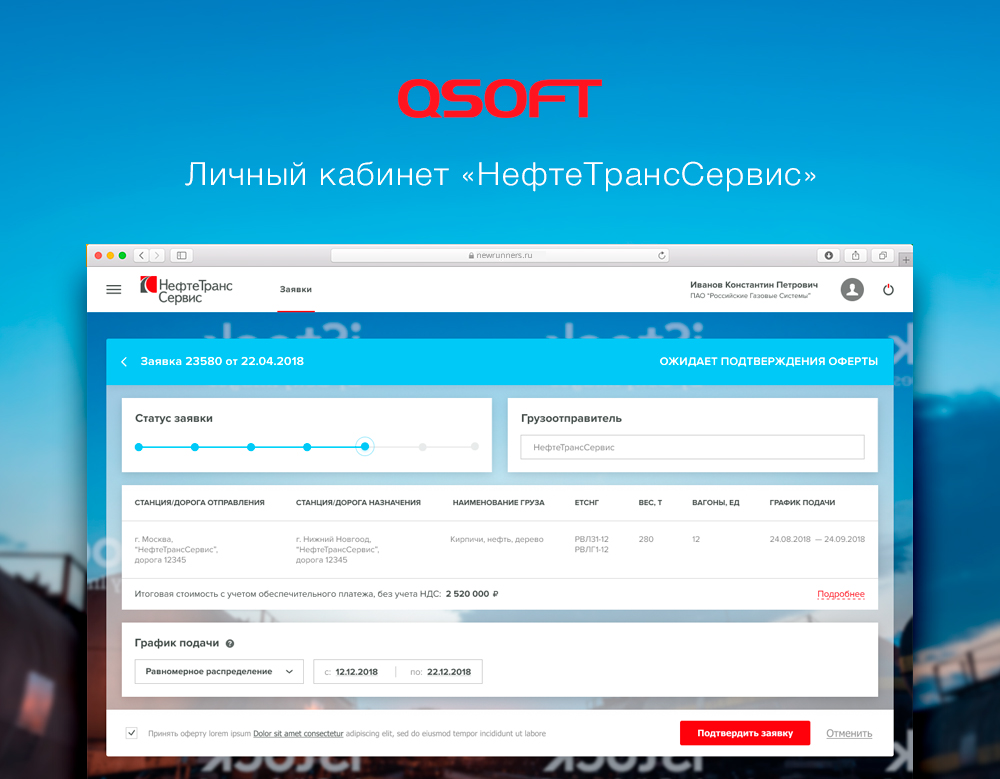 QSOFT
Личный кабинет «НефтеТрансСервис»
newrunners.ru
НефтеТранс
Сервис
Заявки
Иванов Константин Петрович
ПАО "Российские Газовые Системы"
iStock
iStock
Заявка 23580 от 22.04.2018
ОЖИДАЕТ ПОДТВЕРЖДЕНИЯ ОФЕРТЫ
Статус заявки
Грузоотправитель
НефтеТрансСервис
СТАНЦИЯ/ДОРОГА ОТПРАВЛЕНИЯ СТАНЦИЯ/ДОРОГА НАЗНАЧЕНИЯ НАИМЕНОВАНИЕ ГРУЗА ЕТСНГ ВЕС, Т ВАГОНЫ, ЕД ГРАФИК ПОДАЧИ
г. Москва, г. Нижний Новгород, Кирпичи, нефть, дерево РВЛЗ1-12 280 12 24.08.2018 — 24.09.2018
"НефтеТрансСервис", "НефтеТрансСервис", РВЛГ1-12
дорога 12345 дорога 12345
Итоговая стоимость с учетом обеспечительного платежа, без учета НДС: 2 520 000 ₽ Подробнее
График подачи ?
Равномерное распределение с: 12.12.2018 по: 22.12.2018
Принять оферту lorem ipsum Dolor sit amet consectetur adipiscing elit, sed do eiusmod tempor incididunt ut labore
Подтвердить заявку Отменить